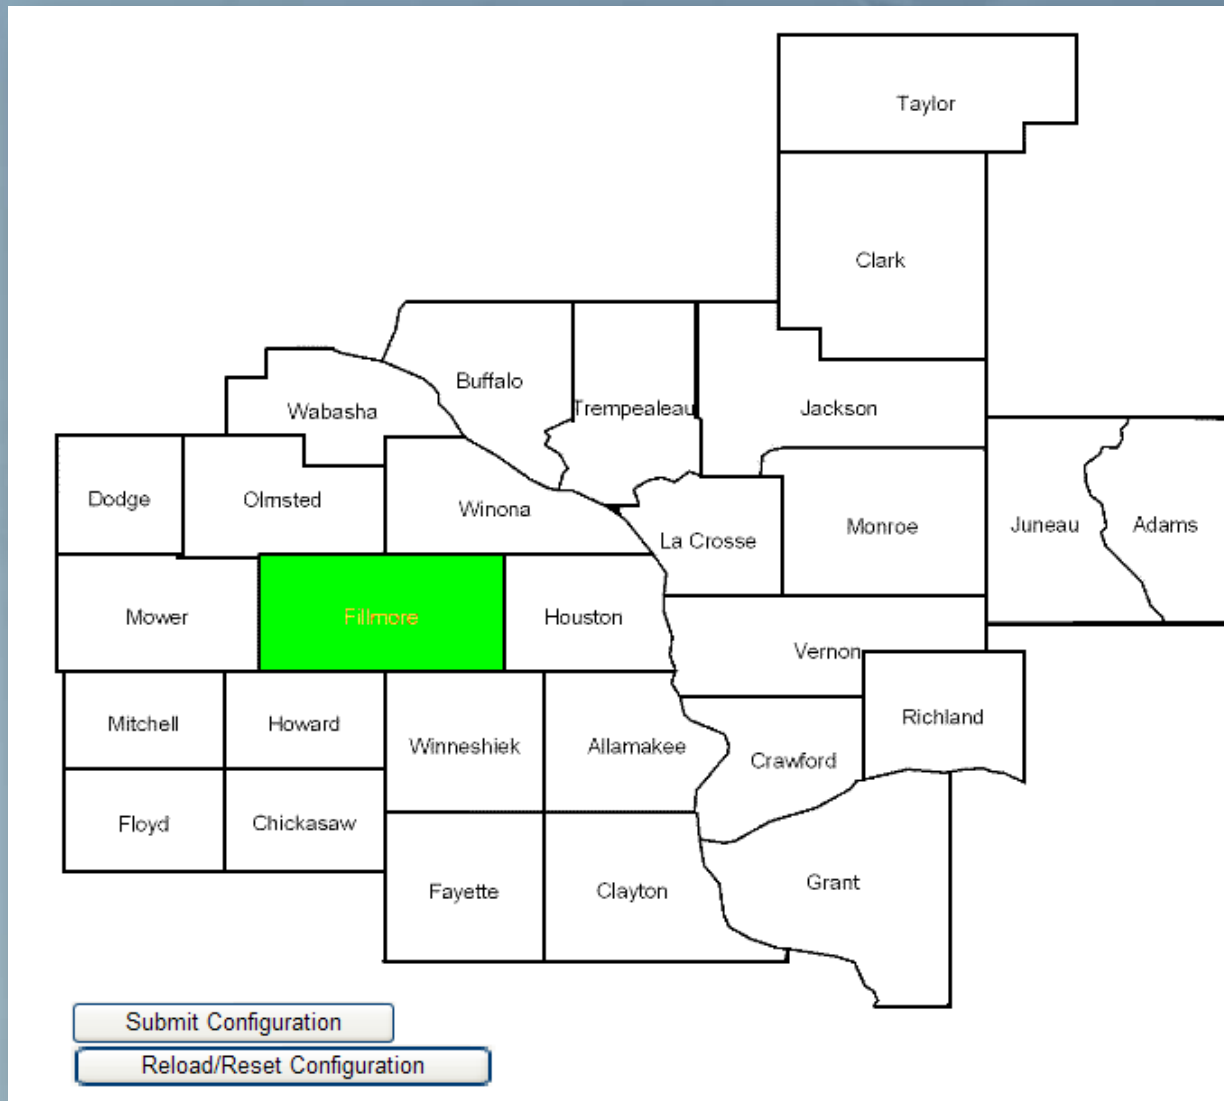 Taylor
Clark
Buffalo
Wabasha
Trempealeau
Jackson
Dodge
Olmsted
Winona
La Crosse
Monroe
Juneau
Adams
Mower
Fillmore
Houston
Vernon
Mitchell
Howard
Winneshiek
Allamakee
Crawford
Richland
Floyd
Chickasaw
Fayette
Clayton
Grant
Submit Configuration
Reload/Reset Configuration